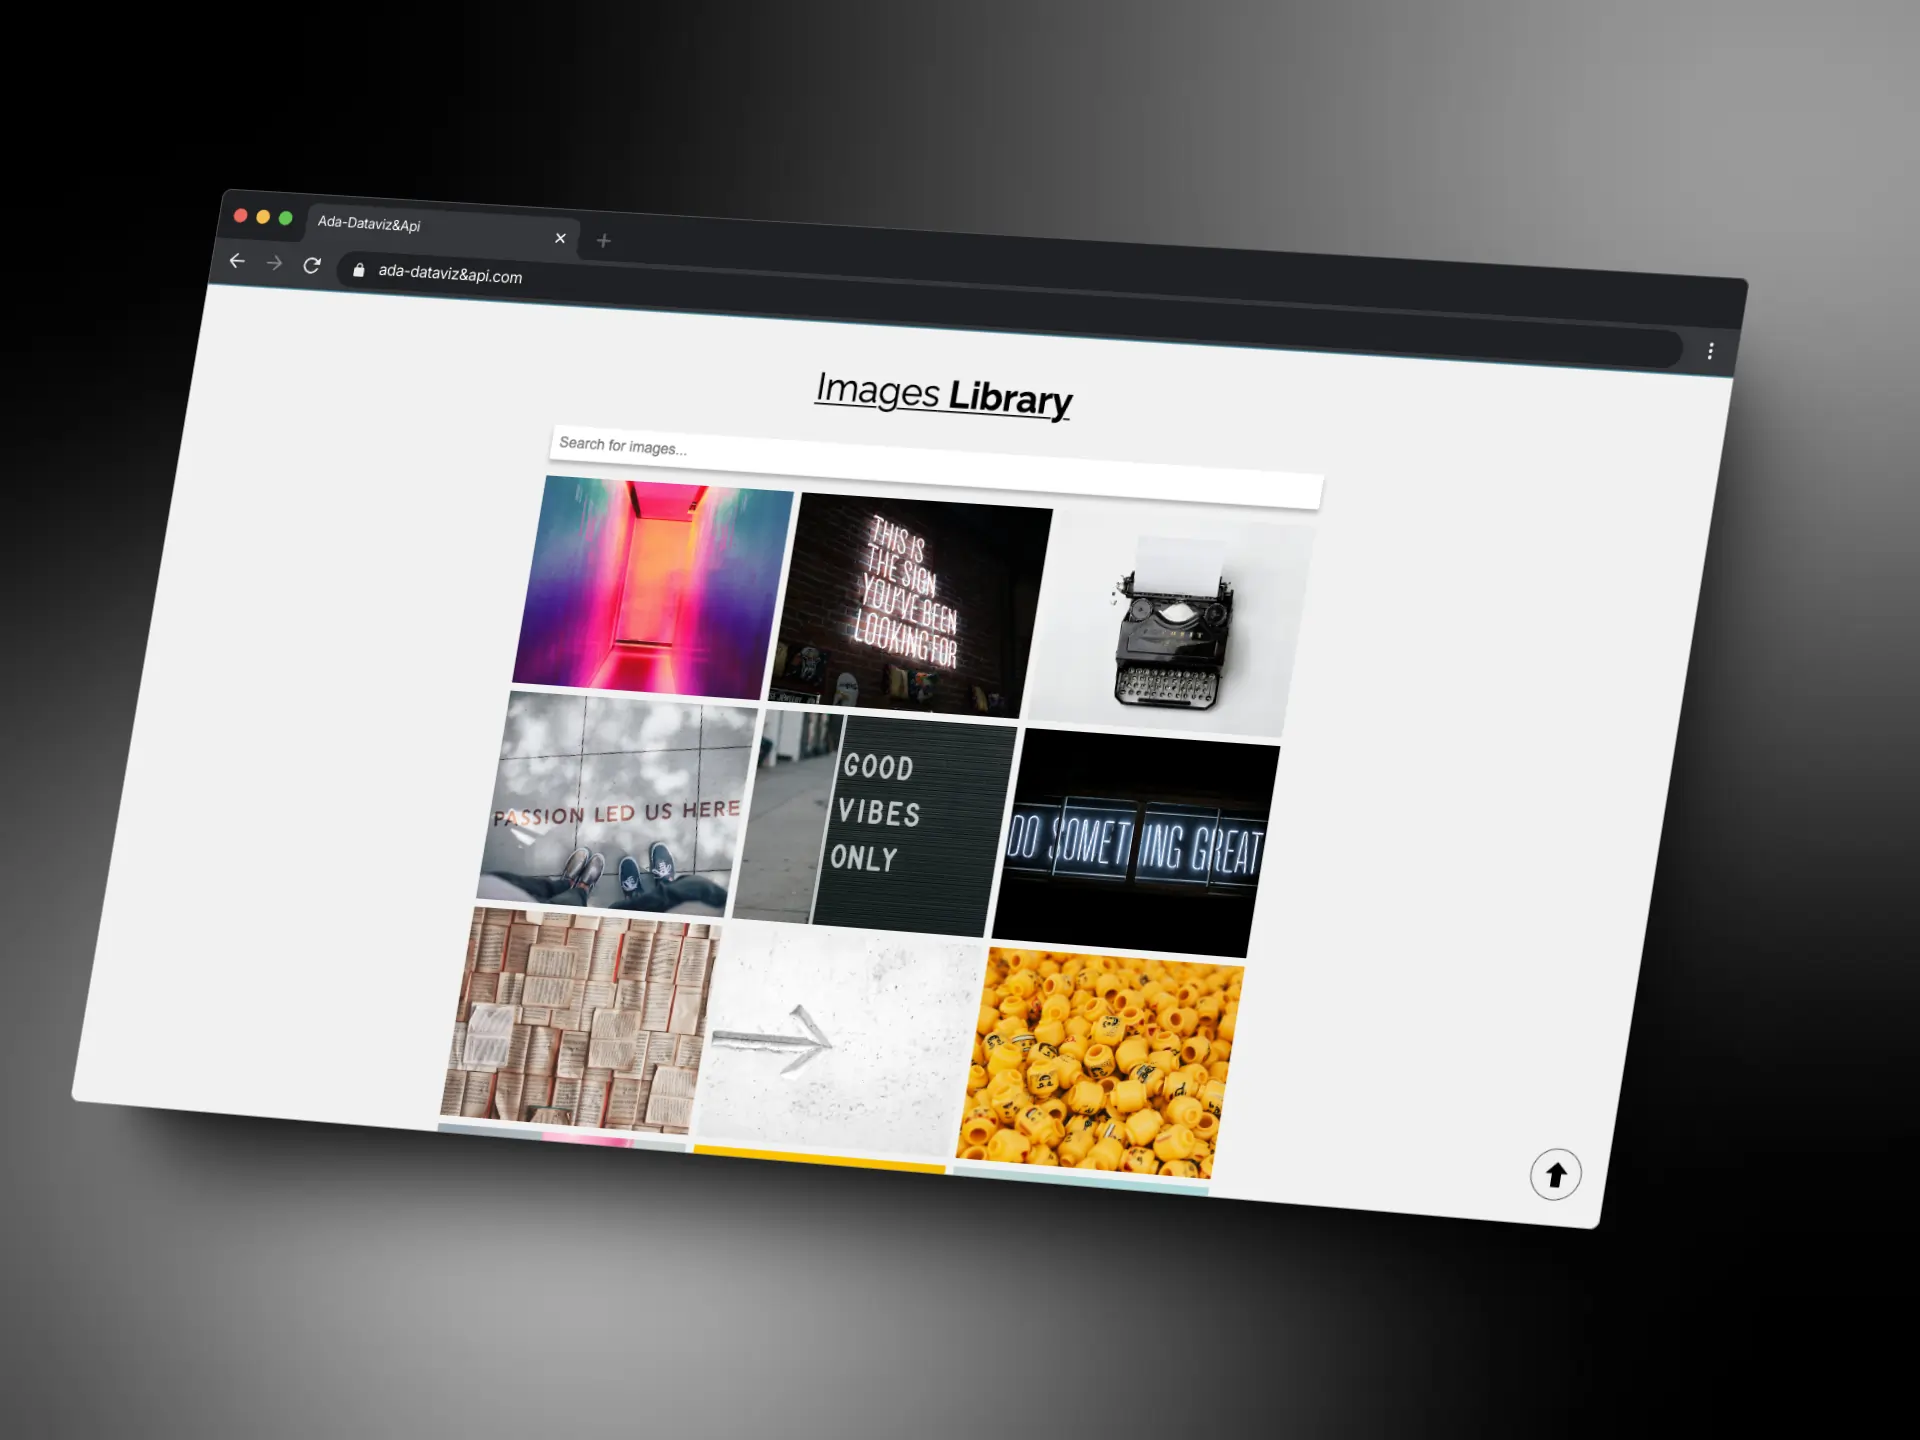 Ada-Dataviz&Api
ada-dataviz&api.com
Images Library
Search for images...
THIS IS
THE SIGN
YOU'VE BEEN
LOOKING FOR
PASSION LED US HERE
GOOD
VIBES
ONLY
DO SOMETHING GREAT